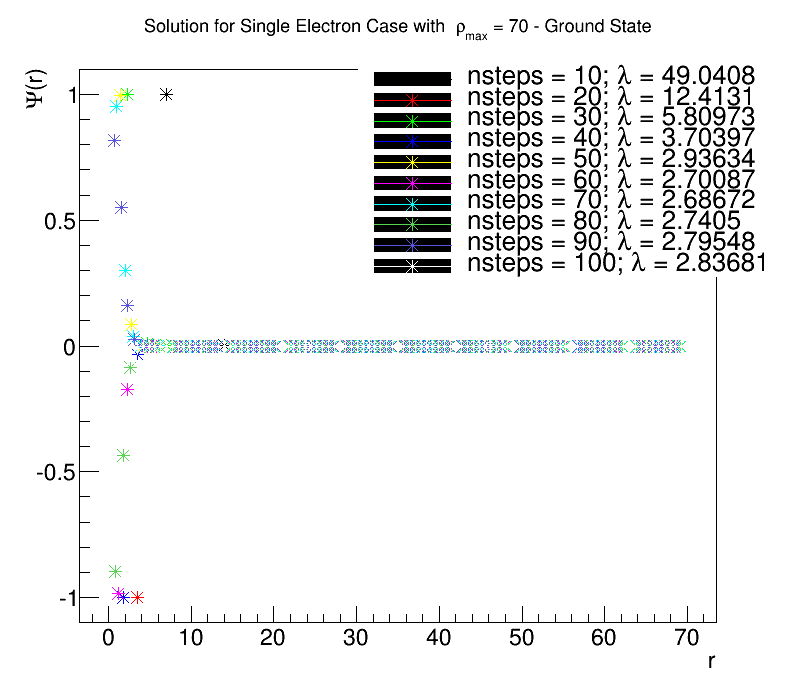 Solution for Single Electron Case with ρmax = 70 - Ground State
Ψ(r)
nsteps = 10; λ = 49.0408
nsteps = 20; λ = 12.4131
nsteps = 30; λ = 5.80973
nsteps = 40; λ = 3.70397
nsteps = 50; λ = 2.93634
nsteps = 60; λ = 2.70087
nsteps = 70; λ = 2.68672
nsteps = 80; λ = 2.7405
nsteps = 90; λ = 2.79548
nsteps = 100; λ = 2.83681
1
0.5
0
-0.5
-1
0 10 20 30 40 50 60 70
r